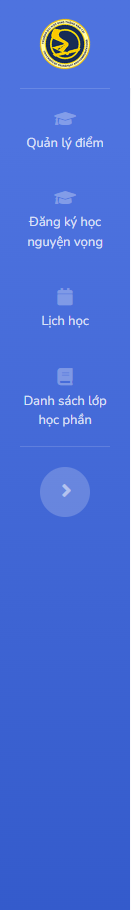 Quản lý điểm
Đăng ký học
nguyện vọng
Lịch học
Danh sách lớp
học phần